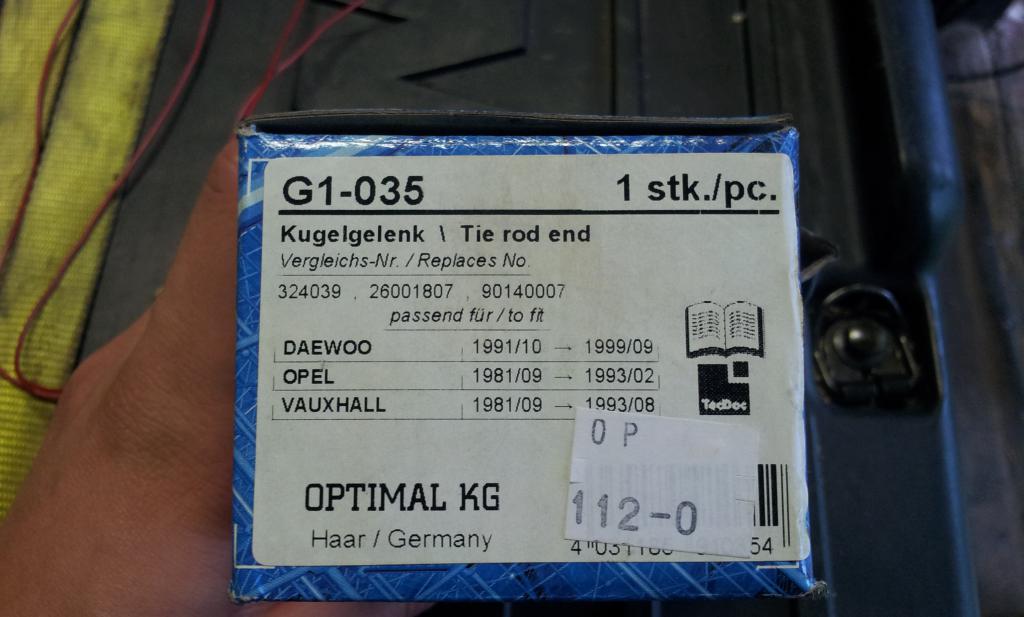 G1-035 1 stk./pc.
Kugelgelenk \ Tie rod end
Vergleichs-Nr. / Replaces No.
324039 , 26001807 , 90140007
passend für / to fit
DAEWOO 1991/10 → 1999/09
OPEL 1981/09 → 1993/02
VAUXHALL 1981/09 → 1993/08
TecDoc
OP
112-0
OPTIMAL KG
Haar / Germany